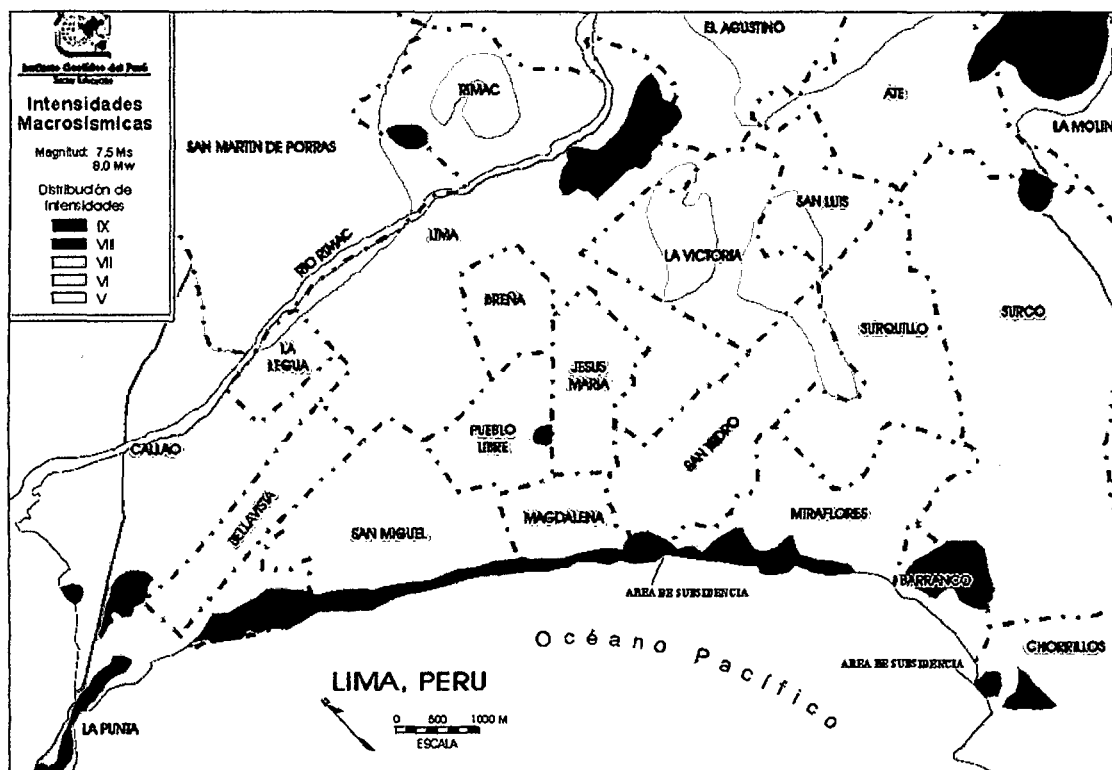 Instituto Geofísico del Perú
Intensidades
Macrosísmicas
Magnitud: 7.5 Ms
8.0 Mw
Distribución de
Intensidades
IX
VIII
VII
VI
V
EL AGUSTINO
RIMAC
ATE
SAN MARTIN DE PORRAS
LA MOLIN
SAN LUIS
LIMA
RIO RIMAC
LA VICTORIA
BREÑA
SURCO
SURQUILLO
LA
LEGUA
JESUS
MARIA
PUEBLO
LIBRE
CALLAO
SAN ISIDRO
BELLAVISTA
MAGDALENA
MIRAFLORES
SAN MIGUEL
BARRANCO
AREA DE SUBSIDENCIA
Océano Pacífico
CHORRILLOS
AREA DE SUBSIDENCIA
LIMA, PERU
LA PUNTA
0 500 1000 M
ESCALA